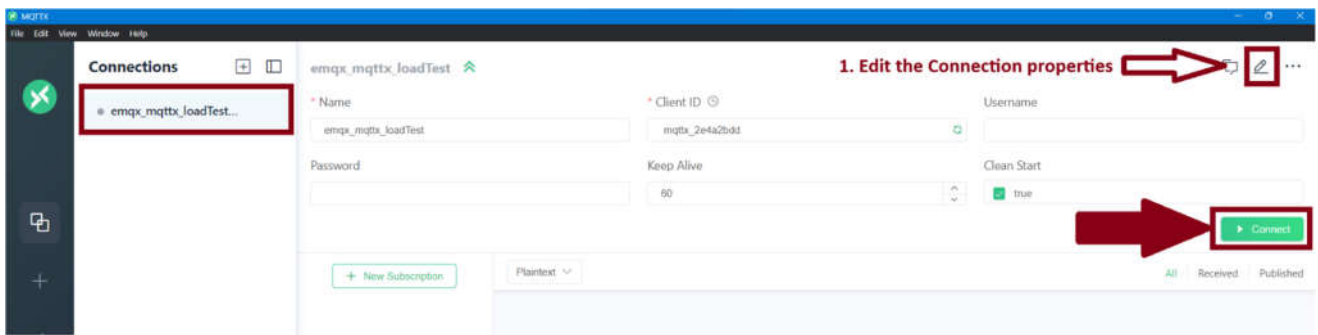 MQTTX
File Edit View Window Help
Connections
emqx_mqttx_loadTest
1. Edit the Connection properties
emqx_mqttx_loadTest...
* Name
* Client ID
Username
emqx_mqttx_loadTest
mqttx_2e4a2bdd
Password
Keep Alive
Clean Start
60
true
Connect
+ New Subscription
Plaintext
All Received Published